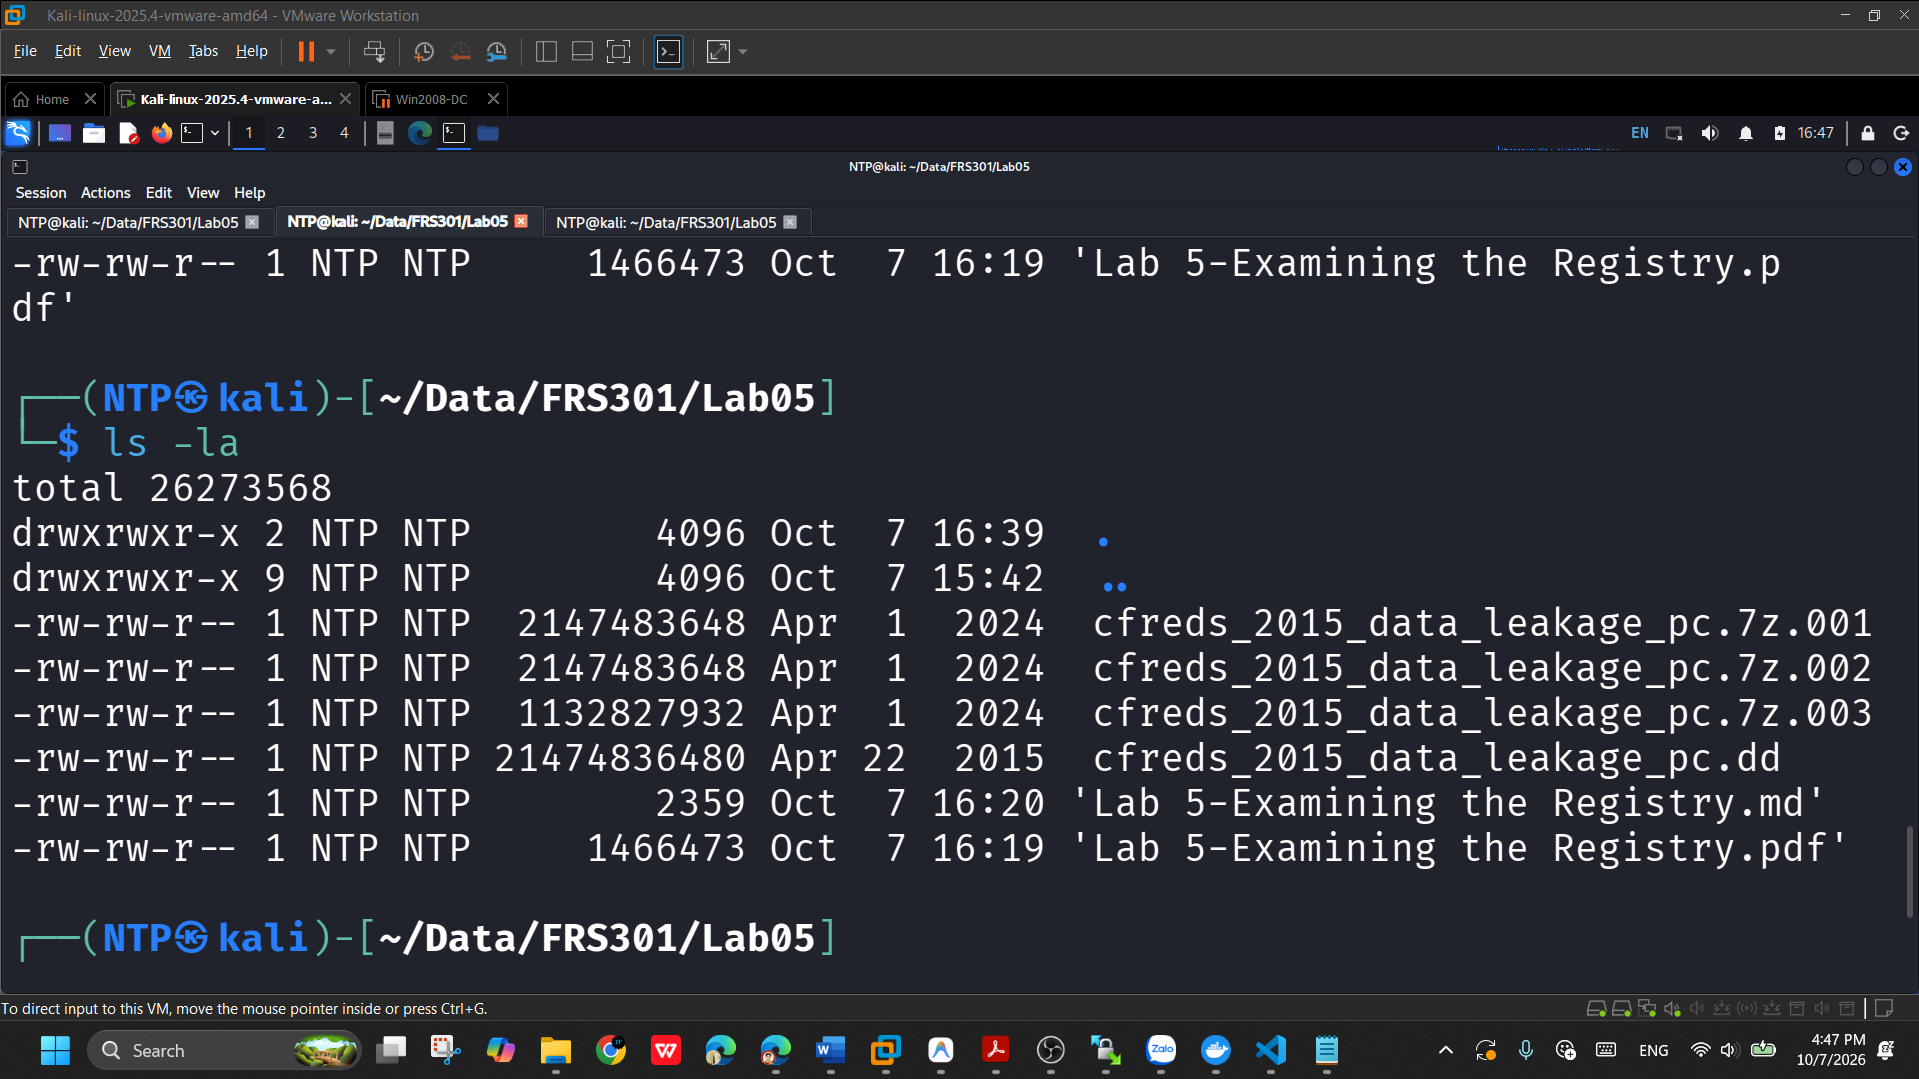 Kali-linux-2025.4-vmware-amd64 - VMware Workstation
File Edit View VM Tabs Help
Home
Kali-linux-2025.4-vmware-a...
Win2008-DC
1 2 3 4
EN
16:47
NTP@kali: ~/Data/FRS301/Lab05
Session Actions Edit View Help
NTP@kali: ~/Data/FRS301/Lab05
NTP@kali: ~/Data/FRS301/Lab05
NTP@kali: ~/Data/FRS301/Lab05
-rw-rw-r-- 1 NTP NTP     1466473 Oct  7 16:19 'Lab 5-Examining the Registry.p
df'
┌──(NTP㉿kali)-[~/Data/FRS301/Lab05]
└─$ ls -la
total 26273568
drwxrwxr-x 2 NTP NTP        4096 Oct  7 16:39  .
drwxrwxr-x 9 NTP NTP        4096 Oct  7 15:42  ..
-rw-rw-r-- 1 NTP NTP  2147483648 Apr  1  2024  cfreds_2015_data_leakage_pc.7z.001
-rw-rw-r-- 1 NTP NTP  2147483648 Apr  1  2024  cfreds_2015_data_leakage_pc.7z.002
-rw-rw-r-- 1 NTP NTP  1132827932 Apr  1  2024  cfreds_2015_data_leakage_pc.7z.003
-rw-rw-r-- 1 NTP NTP 21474836480 Apr 22  2015  cfreds_2015_data_leakage_pc.dd
-rw-rw-r-- 1 NTP NTP        2359 Oct  7 16:20 'Lab 5-Examining the Registry.md'
-rw-rw-r-- 1 NTP NTP     1466473 Oct  7 16:19 'Lab 5-Examining the Registry.pdf'
┌──(NTP㉿kali)-[~/Data/FRS301/Lab05]
To direct input to this VM, move the mouse pointer inside or press Ctrl+G.
Search
Zalo
ENG
4:47 PM
10/7/2026